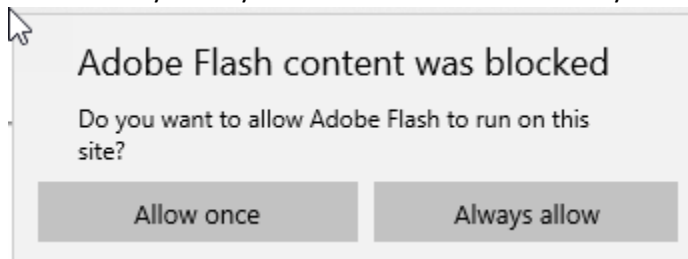 Adobe Flash content was blocked
Do you want to allow Adobe Flash to run on this
site?
Allow once
Always allow